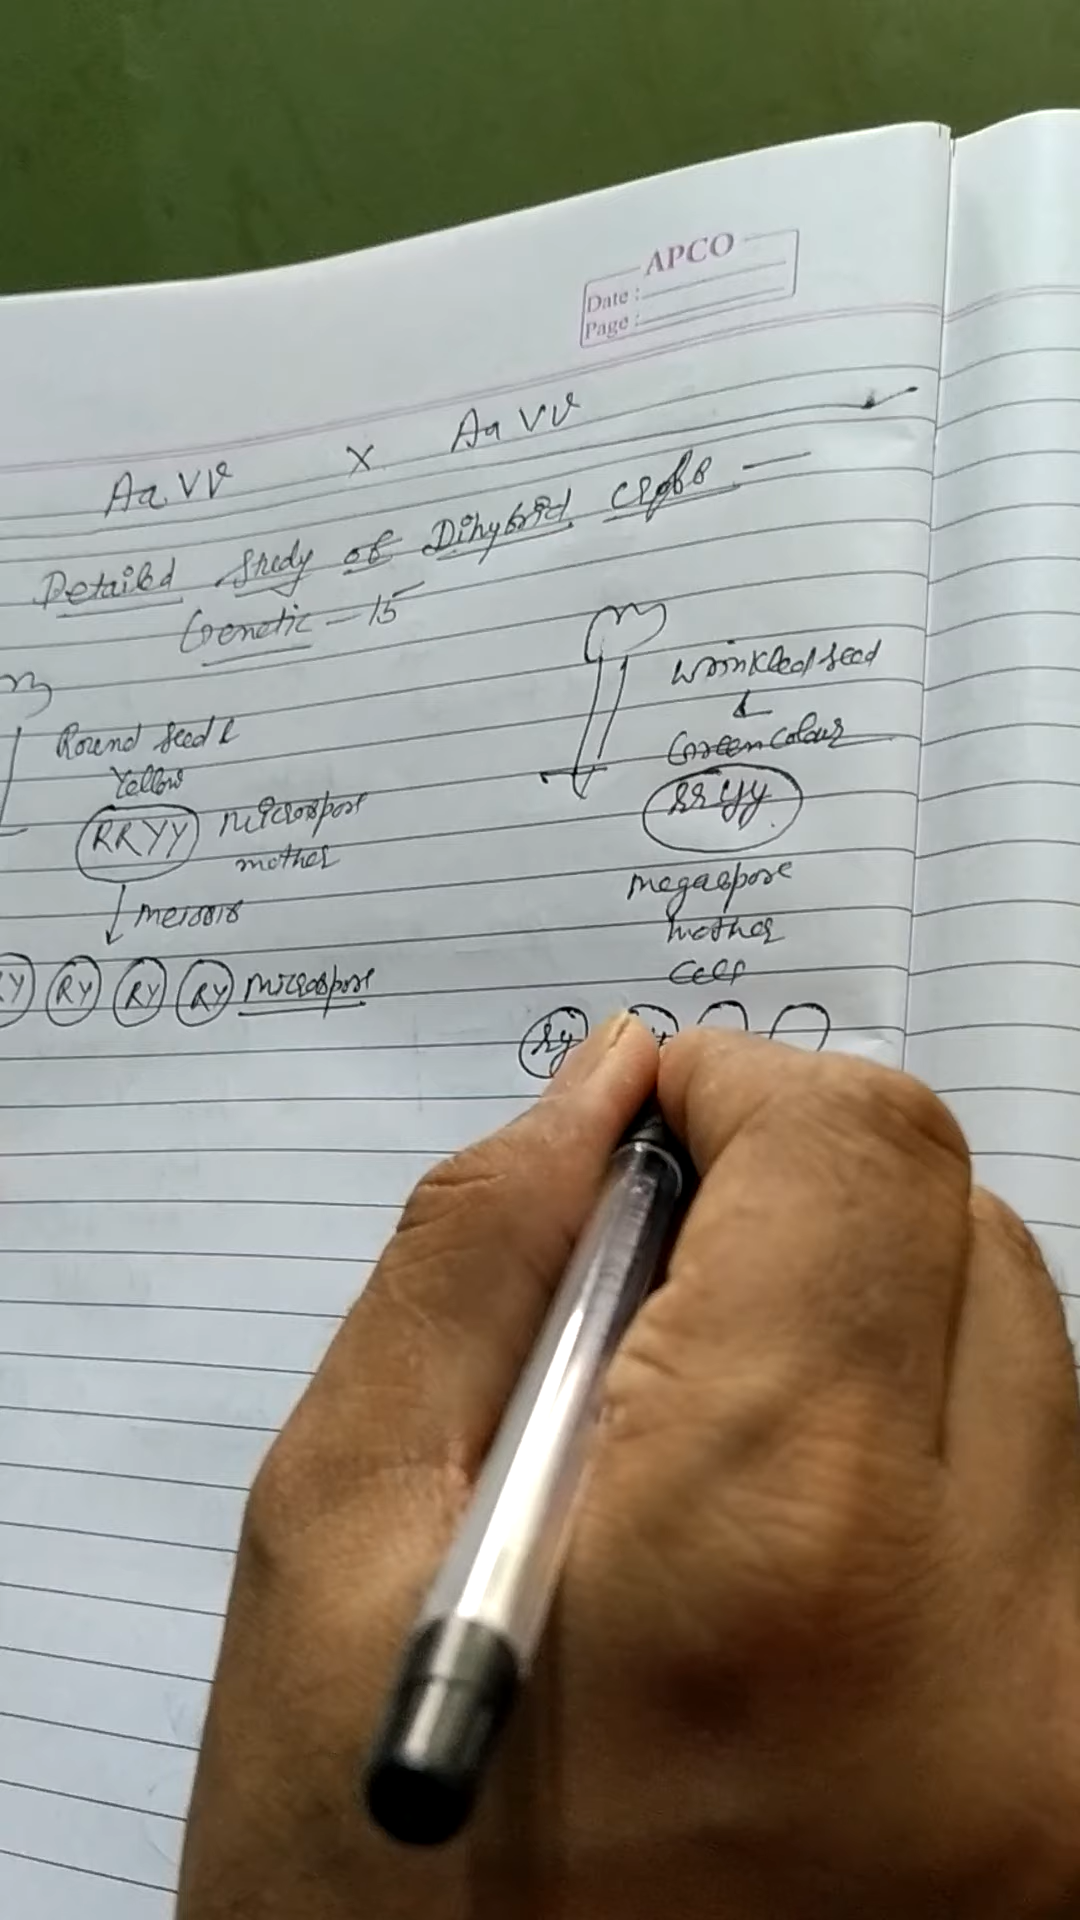 APCO
Date :
Page :
Aa Vv × Aa Vv
Detailed Study of Dihybrid cross —
Genetic - 15
Round seed &
Yellow
RRYY microspore
mother
meiosis
RY RY RY microspore
wrinkled seed
&
Green colour
rryy
megaspore
mother
cell
ry